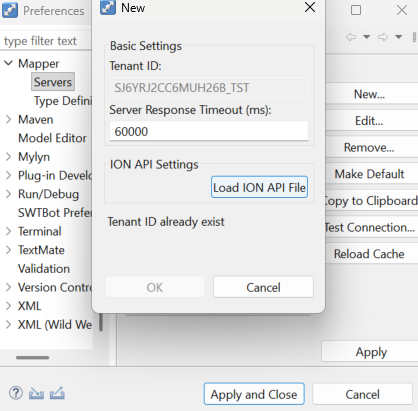 Preferences
New
type filter text
Mapper
Servers
Type Defini
Maven
Model Editor
Mylyn
Plug-in Develo
Run/Debug
SWTBot Prefer
Terminal
TextMate
Validation
Version Contro
XML
XML (Wild We
Basic Settings
Tenant ID:
SJ6YRJ2CC6MUH26B_TST
Server Response Timeout (ms):
60000
ION API Settings
Load ION API File
Tenant ID already exist
OK
Cancel
New...
Edit...
Remove...
Make Default
Copy to Clipboard
Test Connection...
Reload Cache
Apply
Apply and Close
Cancel